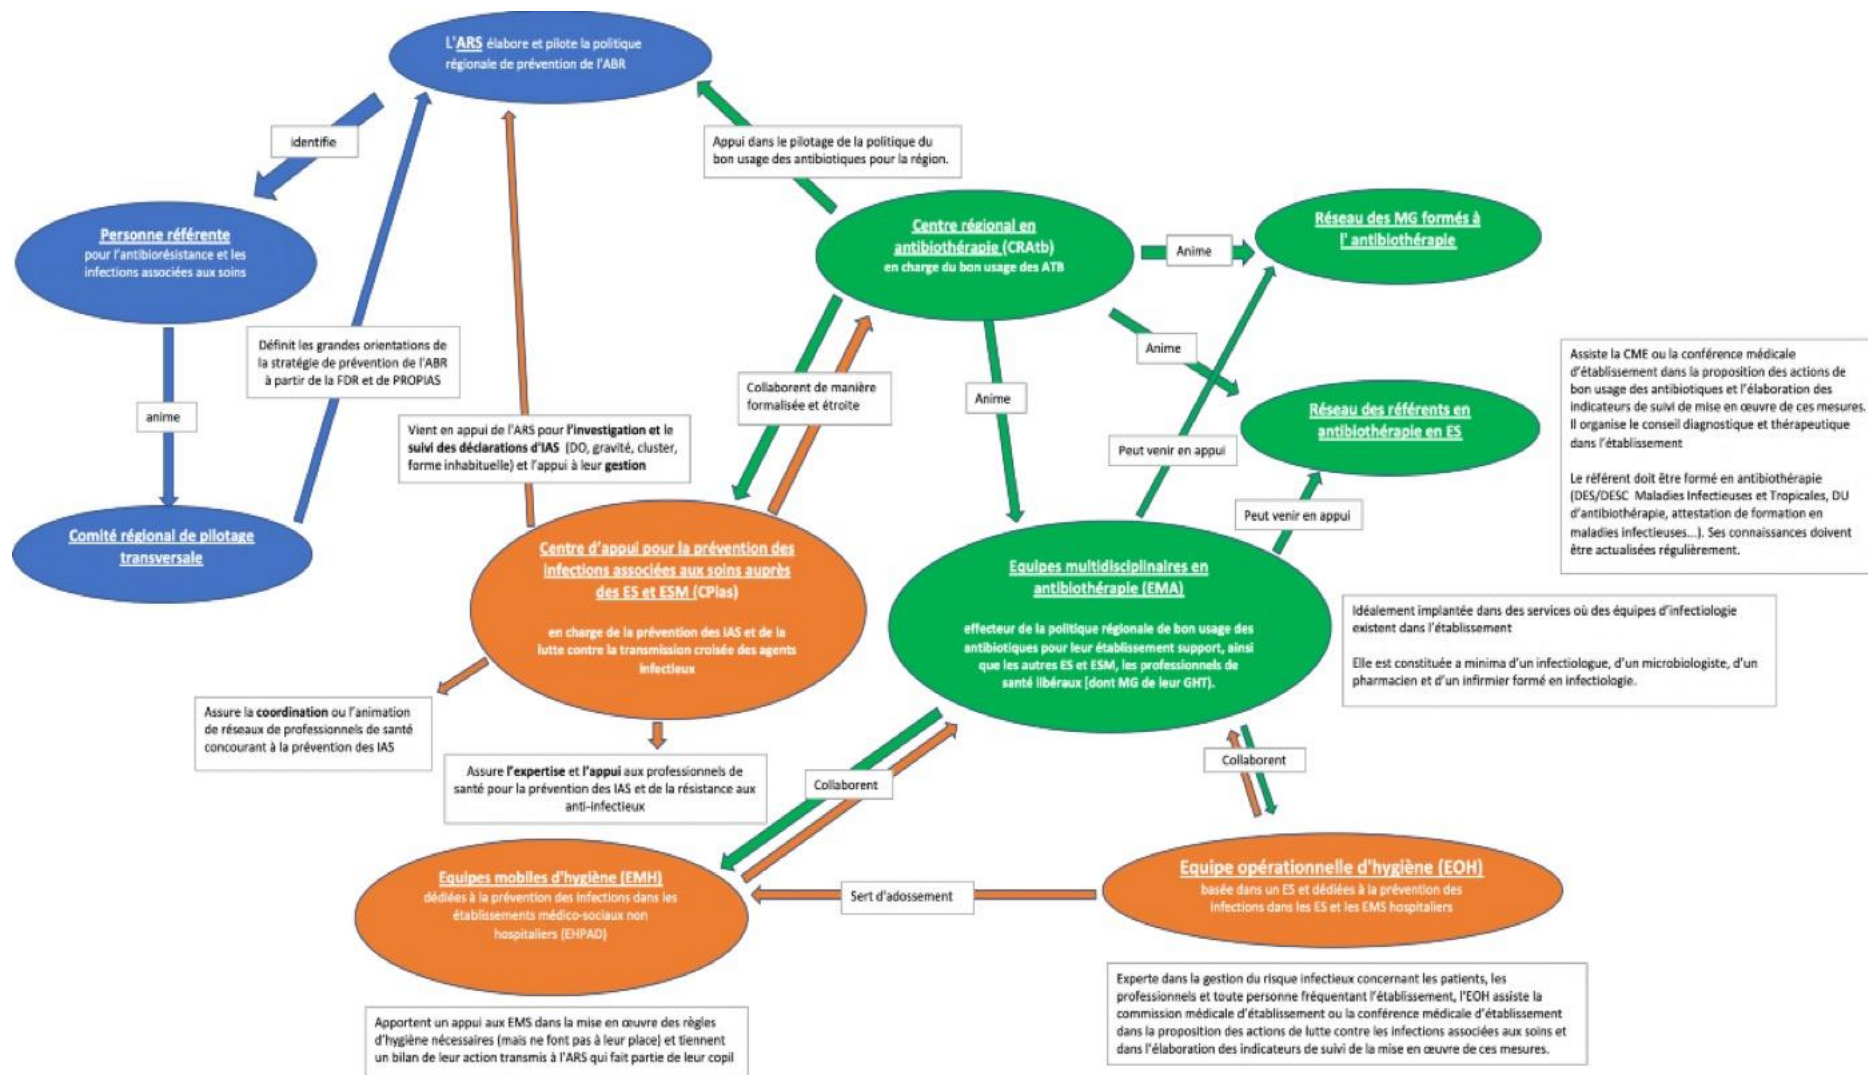 L'ARS élabore et pilote la politique
régionale de prévention de l'ABR
identifie
Appui dans le pilotage de la politique du
bon usage des antibiotiques pour la région.
Personne référente
pour l'antibiorésistance et les
infections associées aux soins
Centre régional en
antibiothérapie (CRAtb)
en charge du bon usage des ATB
Anime
Réseau des MG formés à
l' antibiothérapie
Définit les grandes orientations de
la stratégie de prévention de l'ABR
à partir de la FDR et de PROPIAS
anime
Collaborent de manière
formalisée et étroite
Anime
Anime
Réseau des référents en
antibiothérapie en ES
Assiste la CME ou la conférence médicale
d'établissement dans la proposition des actions de
bon usage des antibiotiques et l'élaboration des
indicateurs de suivi de mise en œuvre de ces mesures.
Il organise le conseil diagnostique et thérapeutique
dans l'établissement
Le référent doit être formé en antibiothérapie
(DES/DESC Maladies Infectieuses et Tropicales, DU
d'antibiothérapie, attestation de formation en
maladies infectieuses...). Ses connaissances doivent
être actualisées régulièrement.
Vient en appui de l'ARS pour l'investigation et le
suivi des déclarations d'IAS (DO, gravité, cluster,
forme inhabituelle) et l'appui à leur gestion
Peut venir en appui
Peut venir en appui
Comité régional de pilotage
transversale
Centre d'appui pour la prévention des
infections associées aux soins auprès
des ES et ESM (CPias)
en charge de la prévention des IAS et de la
lutte contre la transmission croisée des agents
infectieux
Equipes multidisciplinaires en
antibiothérapie (EMA)
effecteur de la politique régionale de bon usage des
antibiotiques pour leur établissement support, ainsi
que les autres ES et ESM, les professionnels de
santé libéraux [dont MG de leur GHT).
Idéalement implantée dans des services où des équipes d'infectiologie
existent dans l'établissement
Elle est constituée a minima d'un infectiologue, d'un microbiologiste, d'un
pharmacien et d'un infirmier formé en infectiologie.
Assure la coordination ou l'animation
de réseaux de professionnels de santé
concourant à la prévention des IAS
Assure l'expertise et l'appui aux professionnels de
santé pour la prévention des IAS et de la résistance aux
anti-infectieux
Collaborent
Collaborent
Equipes mobiles d'hygiène (EMH)
dédiées à la prévention des infections dans les
établissements médico-sociaux non
hospitaliers (EHPAD)
Sert d'adossement
Equipe opérationnelle d'hygiène (EOH)
basée dans un ES et dédiées à la prévention des
infections dans les ES et les EMS hospitaliers
Apportent un appui aux EMS dans la mise en œuvre des règles
d'hygiène nécessaires (mais ne font pas à leur place) et tiennent
un bilan de leur action transmis à l'ARS qui fait partie de leur copil
Experte dans la gestion du risque infectieux concernant les patients, les
professionnels et toute personne fréquentant l'établissement, l'EOH assiste la
commission médicale d'établissement ou la conférence médicale d'établissement
dans la proposition des actions de lutte contre les infections associées aux soins et
dans l'élaboration des indicateurs de suivi de la mise en œuvre de ces mesures.